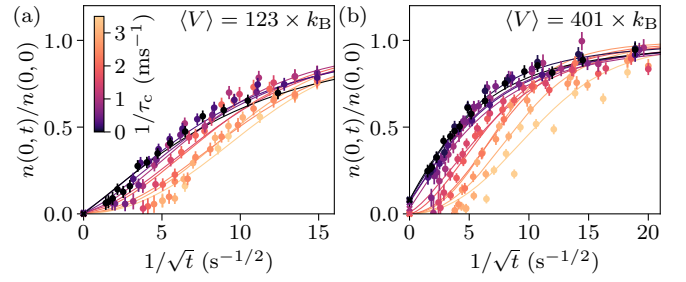 (a)
⟨V⟩ = 123 × k_B
n(0, t)/n(0, 0)
1.0
0.5
0.0
3
2
1
0
1/τ_c (ms⁻¹)
0
5
10
15
1/√t (s⁻¹/²)
(b)
⟨V⟩ = 401 × k_B
n(0, t)/n(0, 0)
1.0
0.5
0.0
0
5
10
15
20
1/√t (s⁻¹/²)